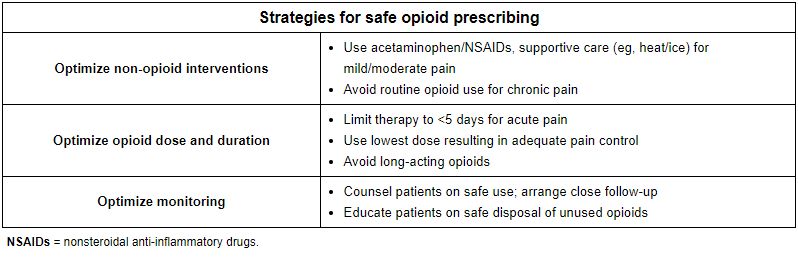 Strategies for safe opioid prescribing
Optimize non-opioid interventions
• Use acetaminophen/NSAIDs, supportive care (eg, heat/ice) for
mild/moderate pain
• Avoid routine opioid use for chronic pain
Optimize opioid dose and duration
• Limit therapy to <5 days for acute pain
• Use lowest dose resulting in adequate pain control
• Avoid long-acting opioids
Optimize monitoring
• Counsel patients on safe use; arrange close follow-up
• Educate patients on safe disposal of unused opioids
NSAIDs = nonsteroidal anti-inflammatory drugs.